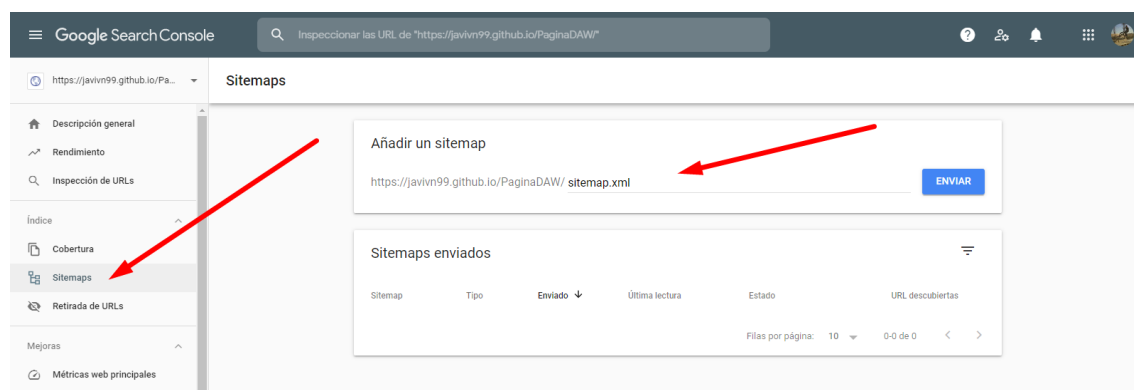 Google Search Console
Inspeccionar las URL de "https://javivn99.github.io/PaginaDAW/"
https://javivn99.github.io/Pa...
Sitemaps
Descripción general
Rendimiento
Inspección de URLs
Índice
Cobertura
Sitemaps
Retirada de URLs
Mejoras
Métricas web principales
Añadir un sitemap
https://javivn99.github.io/PaginaDAW/ sitemap.xml
ENVIAR
Sitemaps enviados
Sitemap Tipo Enviado Última lectura Estado URL descubiertas
Filas por página: 10 0-0 de 0